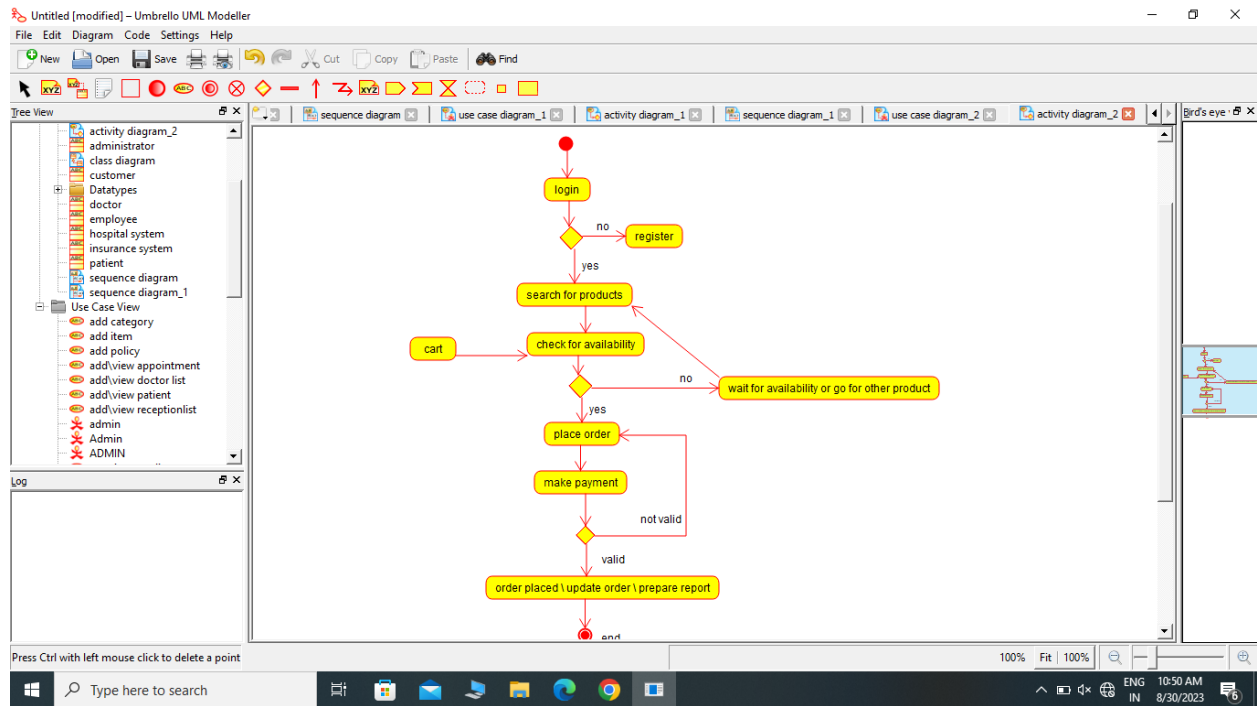 Untitled [modified] – Umbrello UML Modeller
File Edit Diagram Code Settings Help
New Open Save Cut Copy Paste Find
XYZ ABC XYZ
Tree View
sequence diagram use case diagram_1 activity diagram_1 sequence diagram_1 use case diagram_2 activity diagram_2
Bird's eye
activity diagram_2
administrator
class diagram
customer
Datatypes
doctor
employee
hospital system
insurance system
patient
sequence diagram
sequence diagram_1
Use Case View
add category
add item
add policy
add\view appointment
add\view doctor list
add\view patient
add\view receptionlist
admin
Admin
ADMIN
Log
login
no
register
yes
search for products
cart
check for availability
no
wait for availability or go for other product
yes
place order
make payment
not valid
valid
order placed \ update order \ prepare report
end
Press Ctrl with left mouse click to delete a point
100% Fit 100%
Type here to search
ENG
IN
10:50 AM
8/30/2023
6